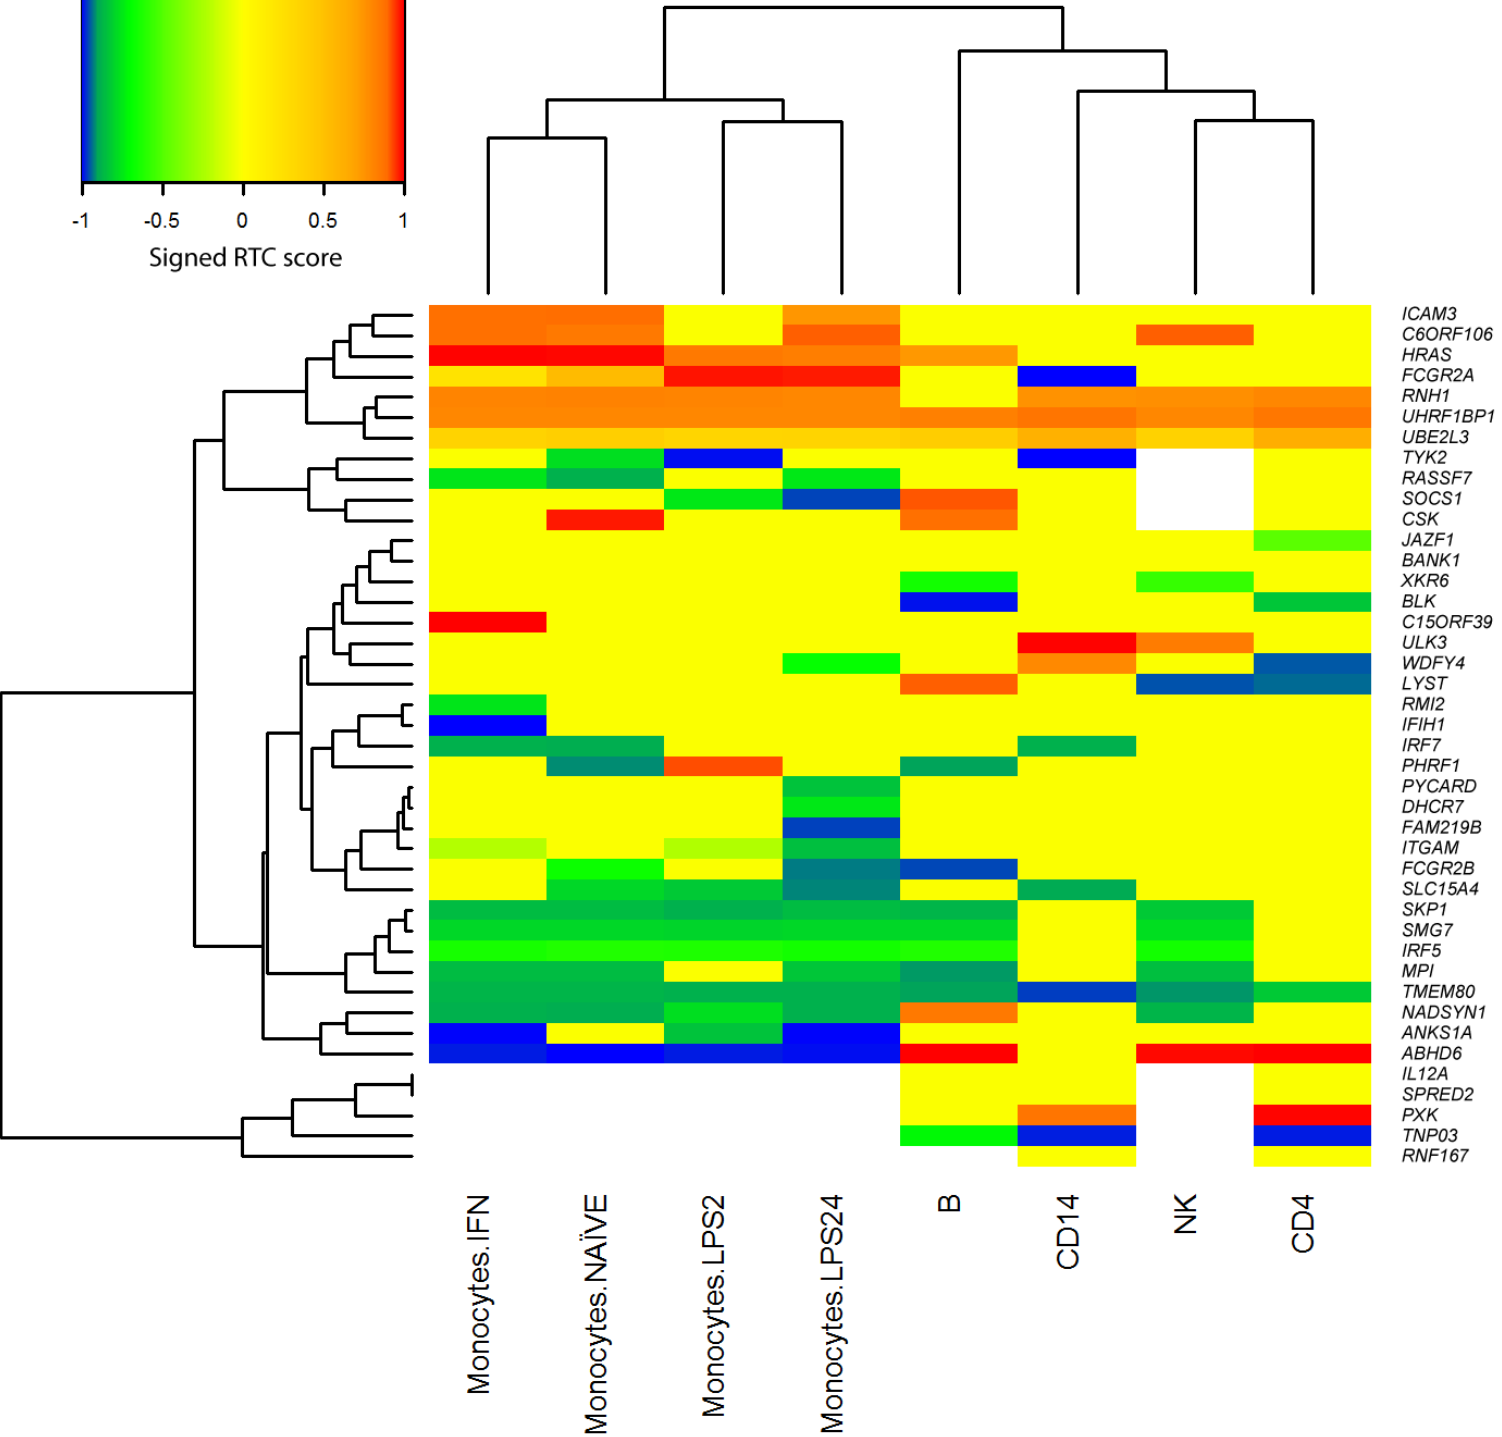 -1 -0.5 0 0.5 1
Signed RTC score
ICAM3
C6ORF106
HRAS
FCGR2A
RNH1
UHRF1BP1
UBE2L3
TYK2
RASSF7
SOCS1
CSK
JAZF1
BANK1
XKR6
BLK
C15ORF39
ULK3
WDFY4
LYST
RMI2
IFIH1
IRF7
PHRF1
PYCARD
DHCR7
FAM219B
ITGAM
FCGR2B
SLC15A4
SKP1
SMG7
IRF5
MPI
TMEM80
NADSYN1
ANKS1A
ABHD6
IL12A
SPRED2
PXK
TNP03
RNF167
Monocytes.IFN
Monocytes.NAÏVE
Monocytes.LPS2
Monocytes.LPS24
B
CD14
NK
CD4